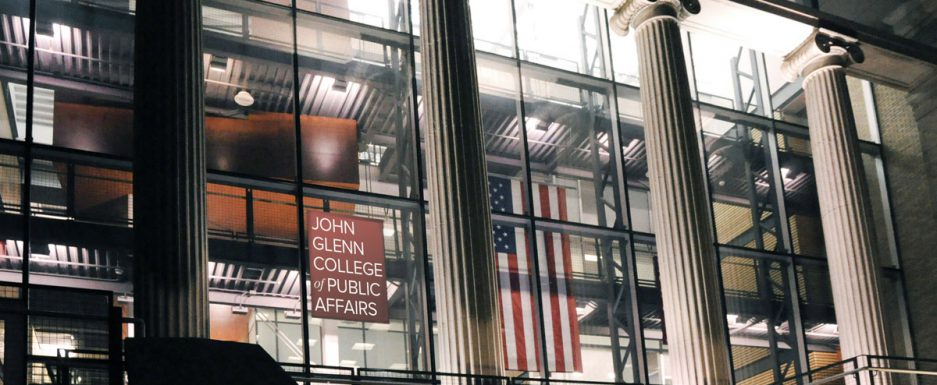 JOHN
GLENN
COLLEGE
of PUBLIC
AFFAIRS